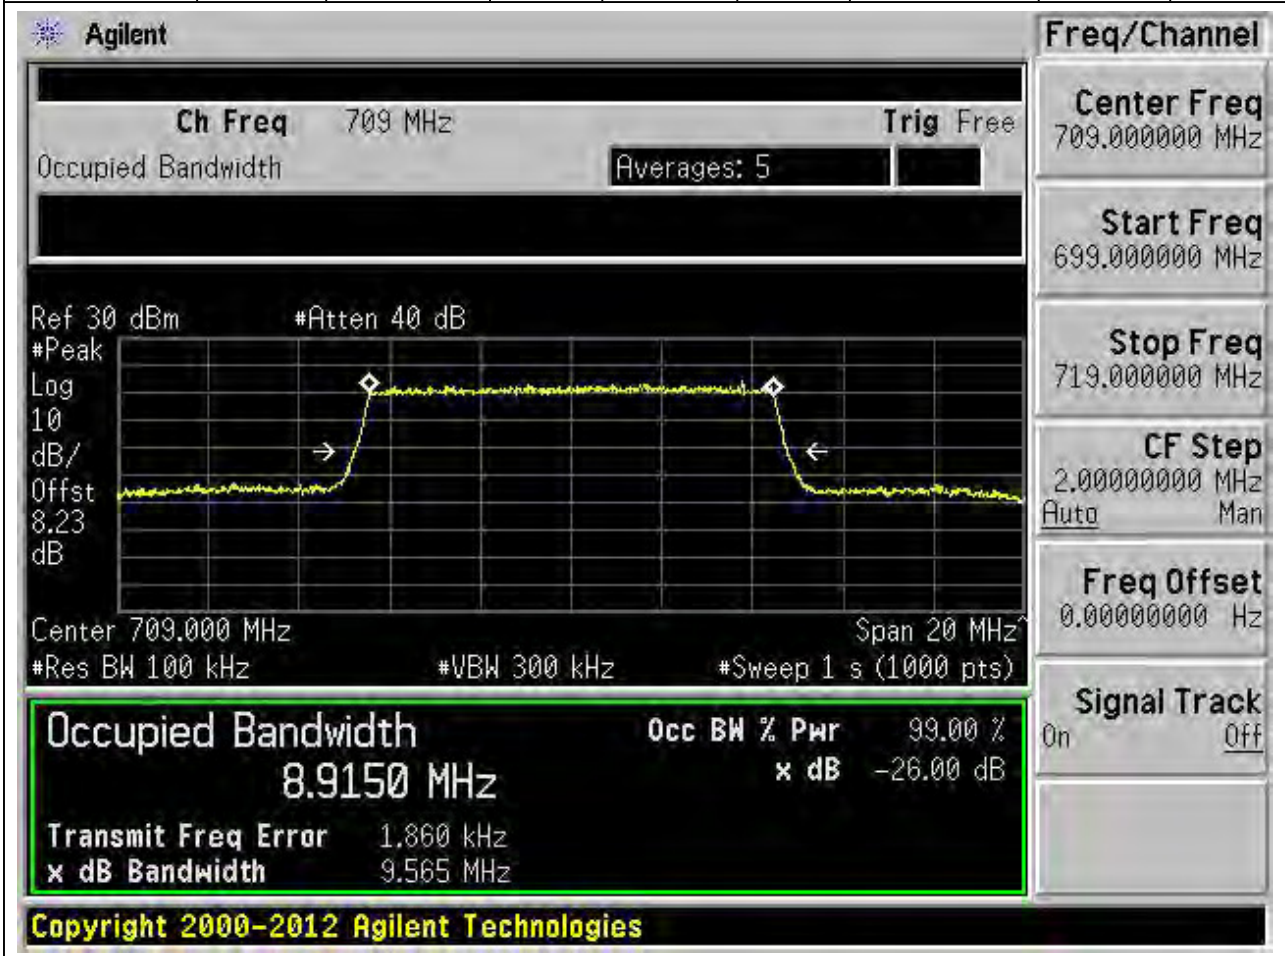 Agilent
Freq/Channel
Ch Freq 709 MHz Trig Free
Occupied Bandwidth Averages: 5
Center Freq
709.000000 MHz
Start Freq
699.000000 MHz
Stop Freq
719.000000 MHz
CF Step
2.00000000 MHz
Auto Man
Freq Offset
0.00000000 Hz
Signal Track
On Off
Ref 30 dBm #Atten 40 dB
#Peak
Log
10
dB/
Offst
8.23
dB
Center 709.000 MHz Span 20 MHz^
#Res BW 100 kHz #VBW 300 kHz #Sweep 1 s (1000 pts)
Occupied Bandwidth
8.9150 MHz
Occ BW % Pwr 99.00 %
x dB -26.00 dB
Transmit Freq Error 1.860 kHz
x dB Bandwidth 9.565 MHz
Copyright 2000-2012 Agilent Technologies